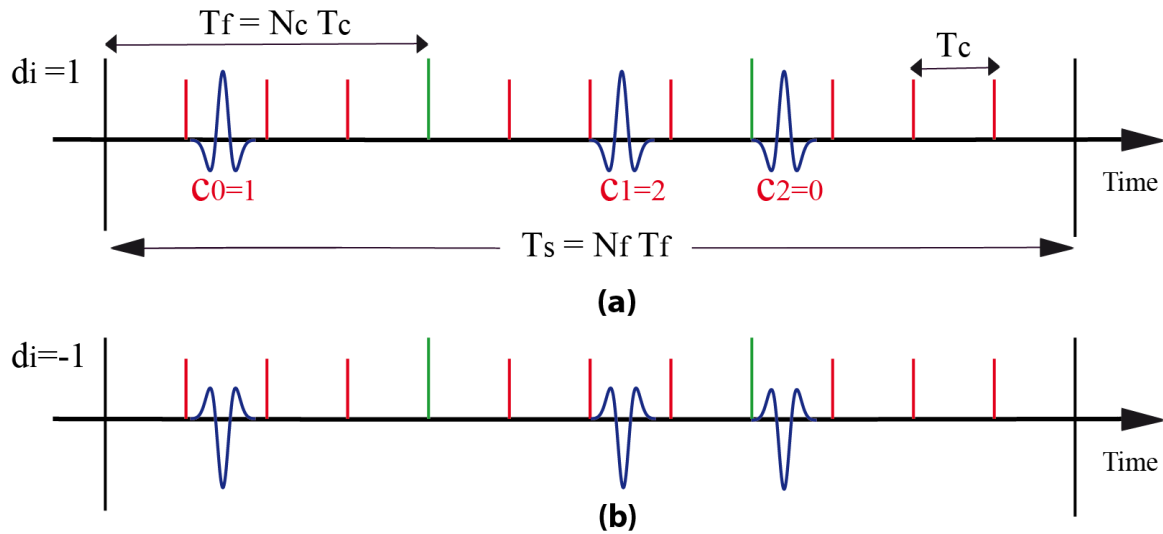 Tf = Nc Tc
Tc
di =1
c0=1
c1=2
c2=0
Time
Ts = Nf Tf
(a)
di=-1
Time
(b)